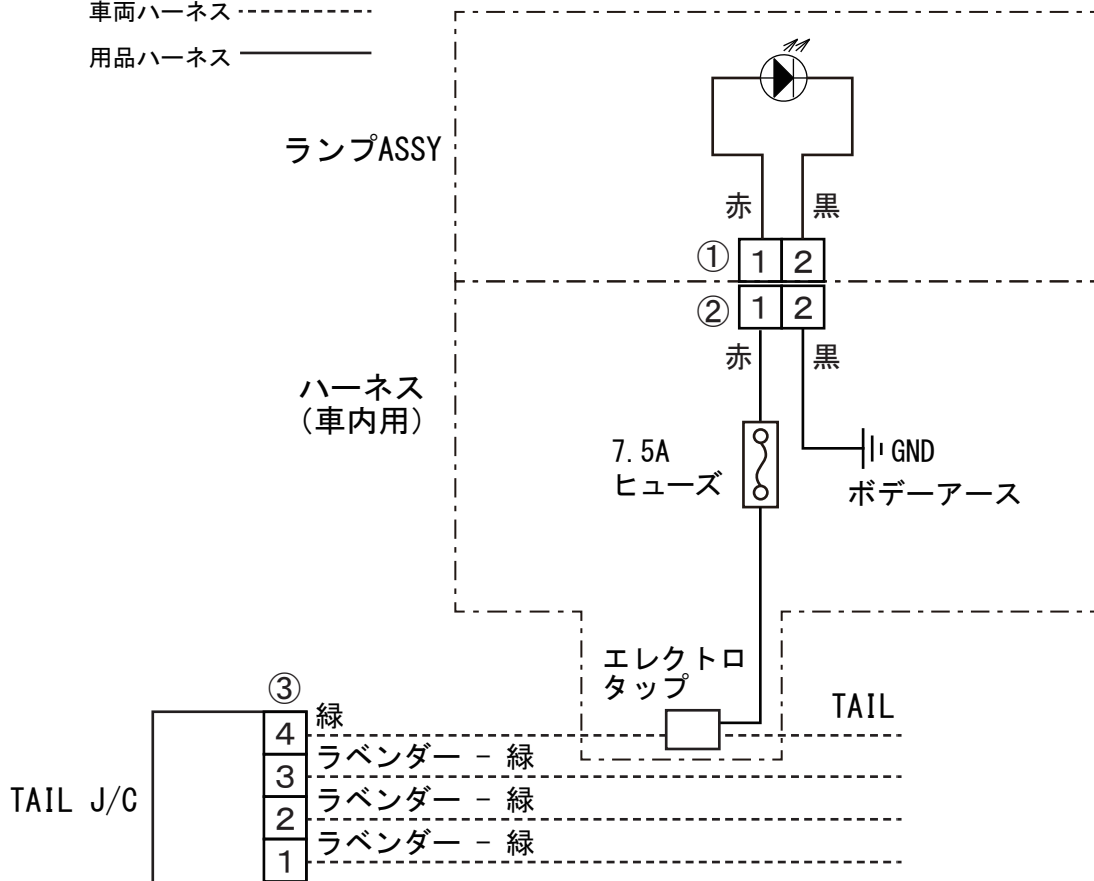 車両ハーネス
用品ハーネス
ランプASSY
赤 黒
① 1 2
② 1 2
赤 黒
ハーネス
(車内用)
7.5A
ヒューズ
GND
ボデーアース
エレクトロ
タップ
TAIL
③
4 緑
3 ラベンダー - 緑
2 ラベンダー - 緑
1 ラベンダー - 緑
TAIL J/C